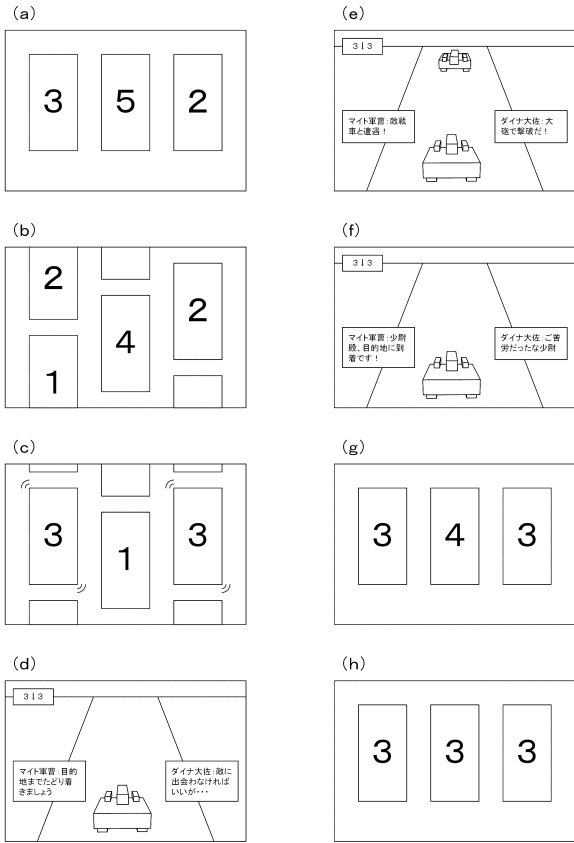 (a)
3 5 2
(b)
2
4
2
1
(c)
3
1
3
(d)
3↓3
マイト軍曹:目的
地までたどり着
きましょう
ダイナ大佐:敵に
出会わなければ
いいが・・・
(e)
3↓3
マイト軍曹:敵戦
車と遭遇!
ダイナ大佐:大
砲で撃破だ!
(f)
3↓3
マイト軍曹:少尉
殿、目的地に到
着です!
ダイナ大佐:ご苦
労だったな少尉
(g)
3 4 3
(h)
3 3 3